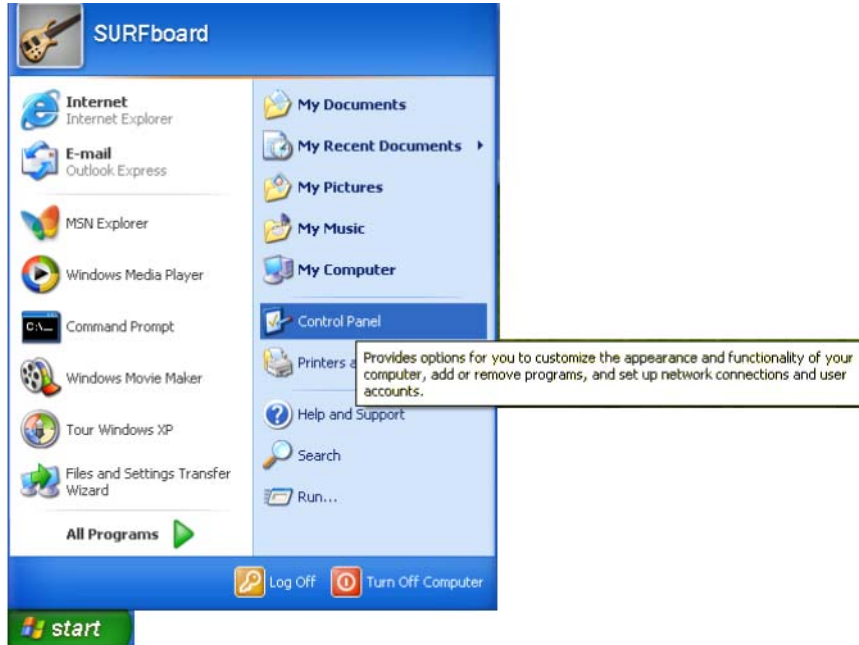 SURFboard
Internet
Internet Explorer
E-mail
Outlook Express
MSN Explorer
Windows Media Player
C:\_
Command Prompt
Windows Movie Maker
Tour Windows XP
Files and Settings Transfer
Wizard
All Programs
My Documents
My Recent Documents
My Pictures
My Music
My Computer
Control Panel
Printers a
Provides options for you to customize the appearance and functionality of your
computer, add or remove programs, and set up network connections and user
accounts.
Help and Support
Search
Run...
Log Off
Turn Off Computer
start